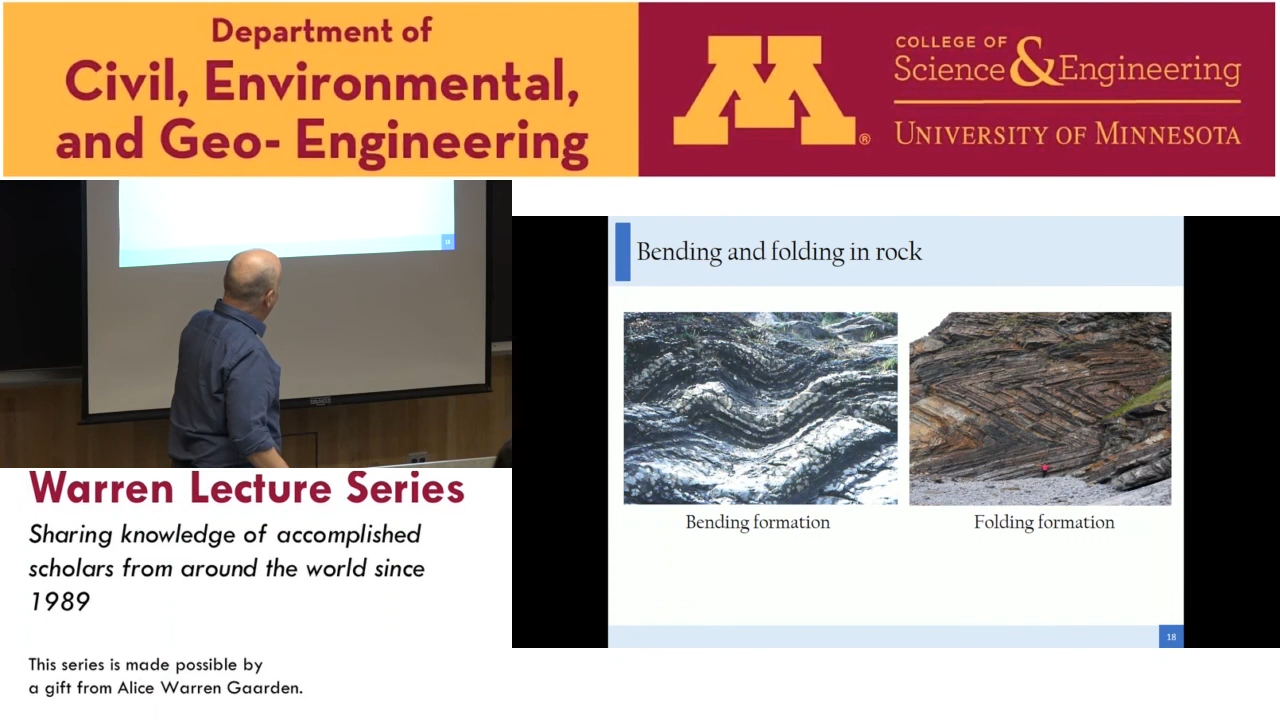 Department of
Civil, Environmental,
and Geo- Engineering
M®
COLLEGE OF
Science & Engineering
UNIVERSITY OF MINNESOTA
18
Warren Lecture Series
Sharing knowledge of accomplished
scholars from around the world since
1989
This series is made possible by
a gift from Alice Warren Gaarden.
Bending and folding in rock
Bending formation
Folding formation
18